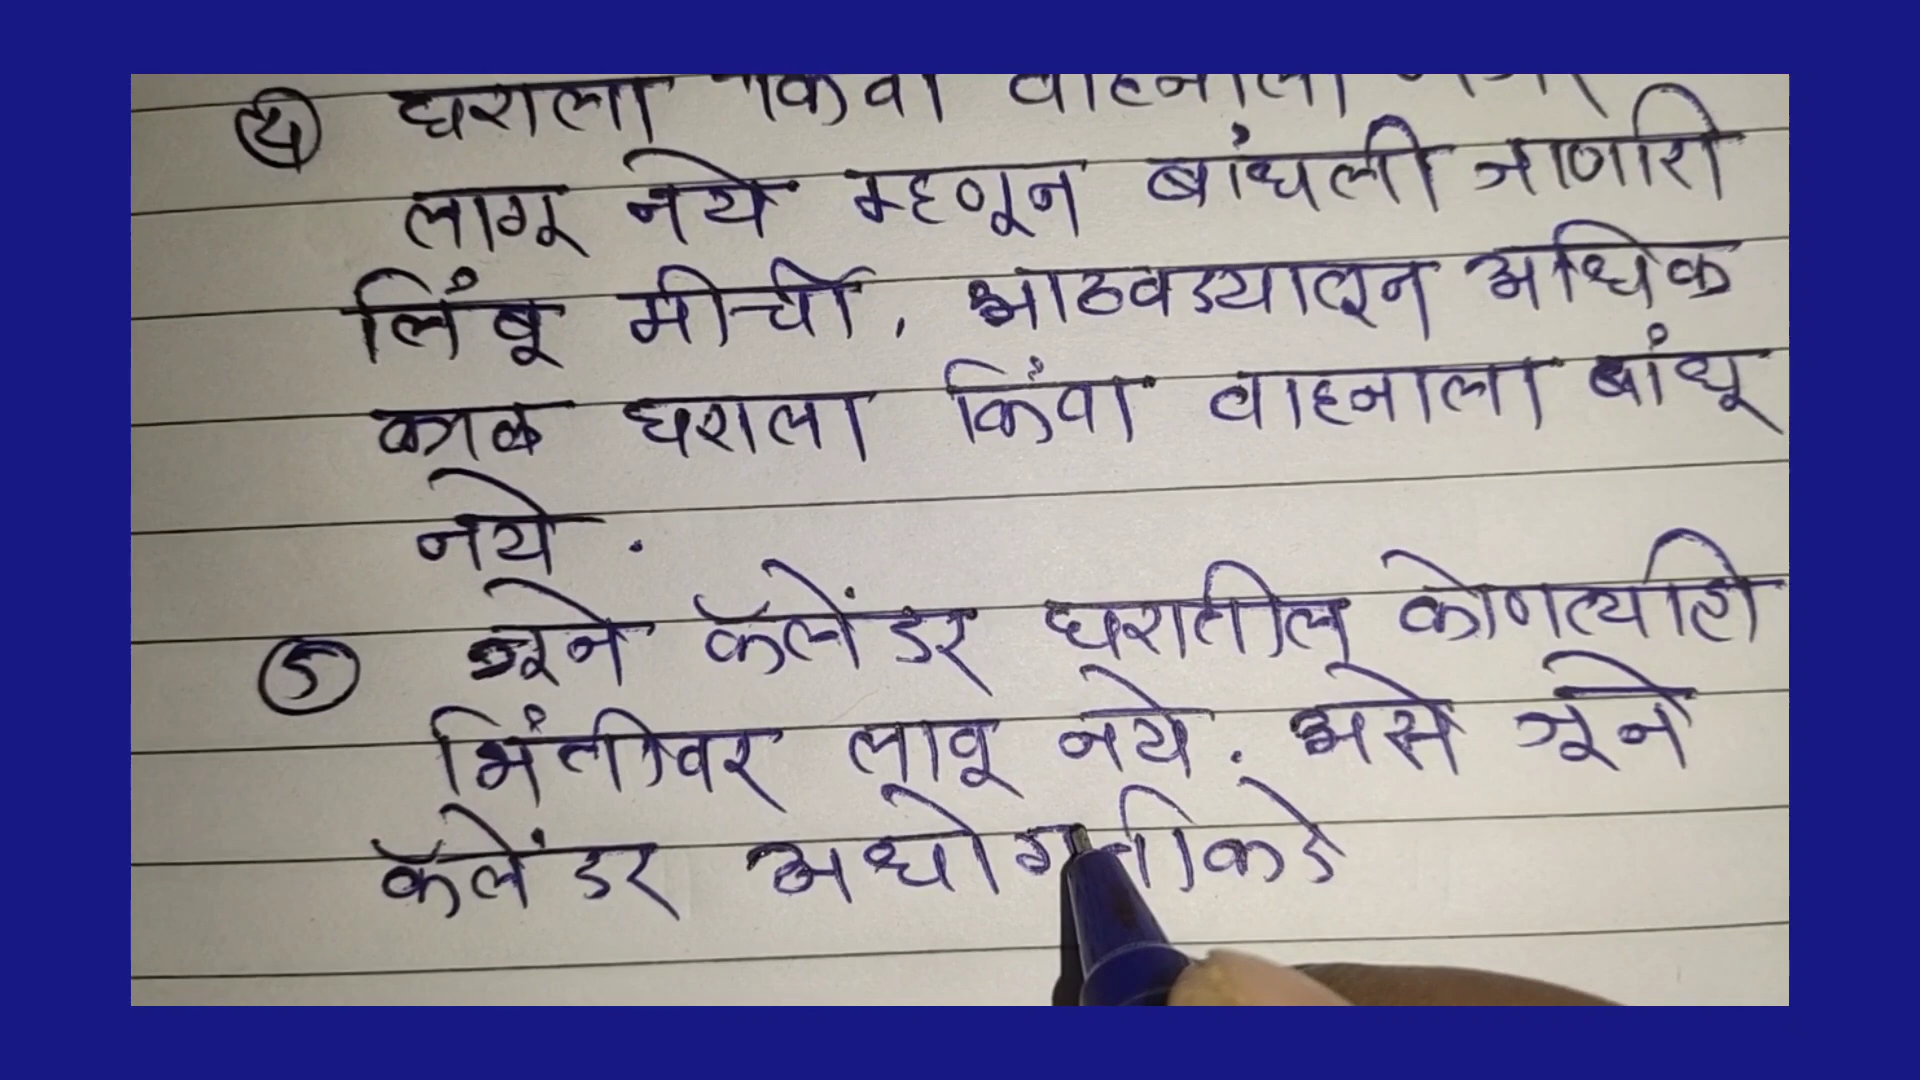 ④ घराला किंवा वाहनाला नजर
लागू नये म्हणून बांधली जाणारी
लिंबू मीर्ची, आठवड्याहून अधिक
काळ घराला किंवा वाहनाला बांधू
नये .
⑤ जूने कॅलेंडर घरातील कोणत्याही
भिंतीवर लावू नये . असे जूने
कॅलेंडर अधोगतीकडे